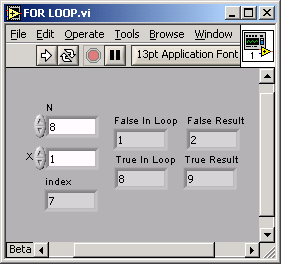 FOR LOOP.vi
File Edit Operate Tools Browse Window
13pt Application Font
1
N
8
False In Loop False Result
1 2
X 1
True In Loop True Result
8 9
index
7
Beta